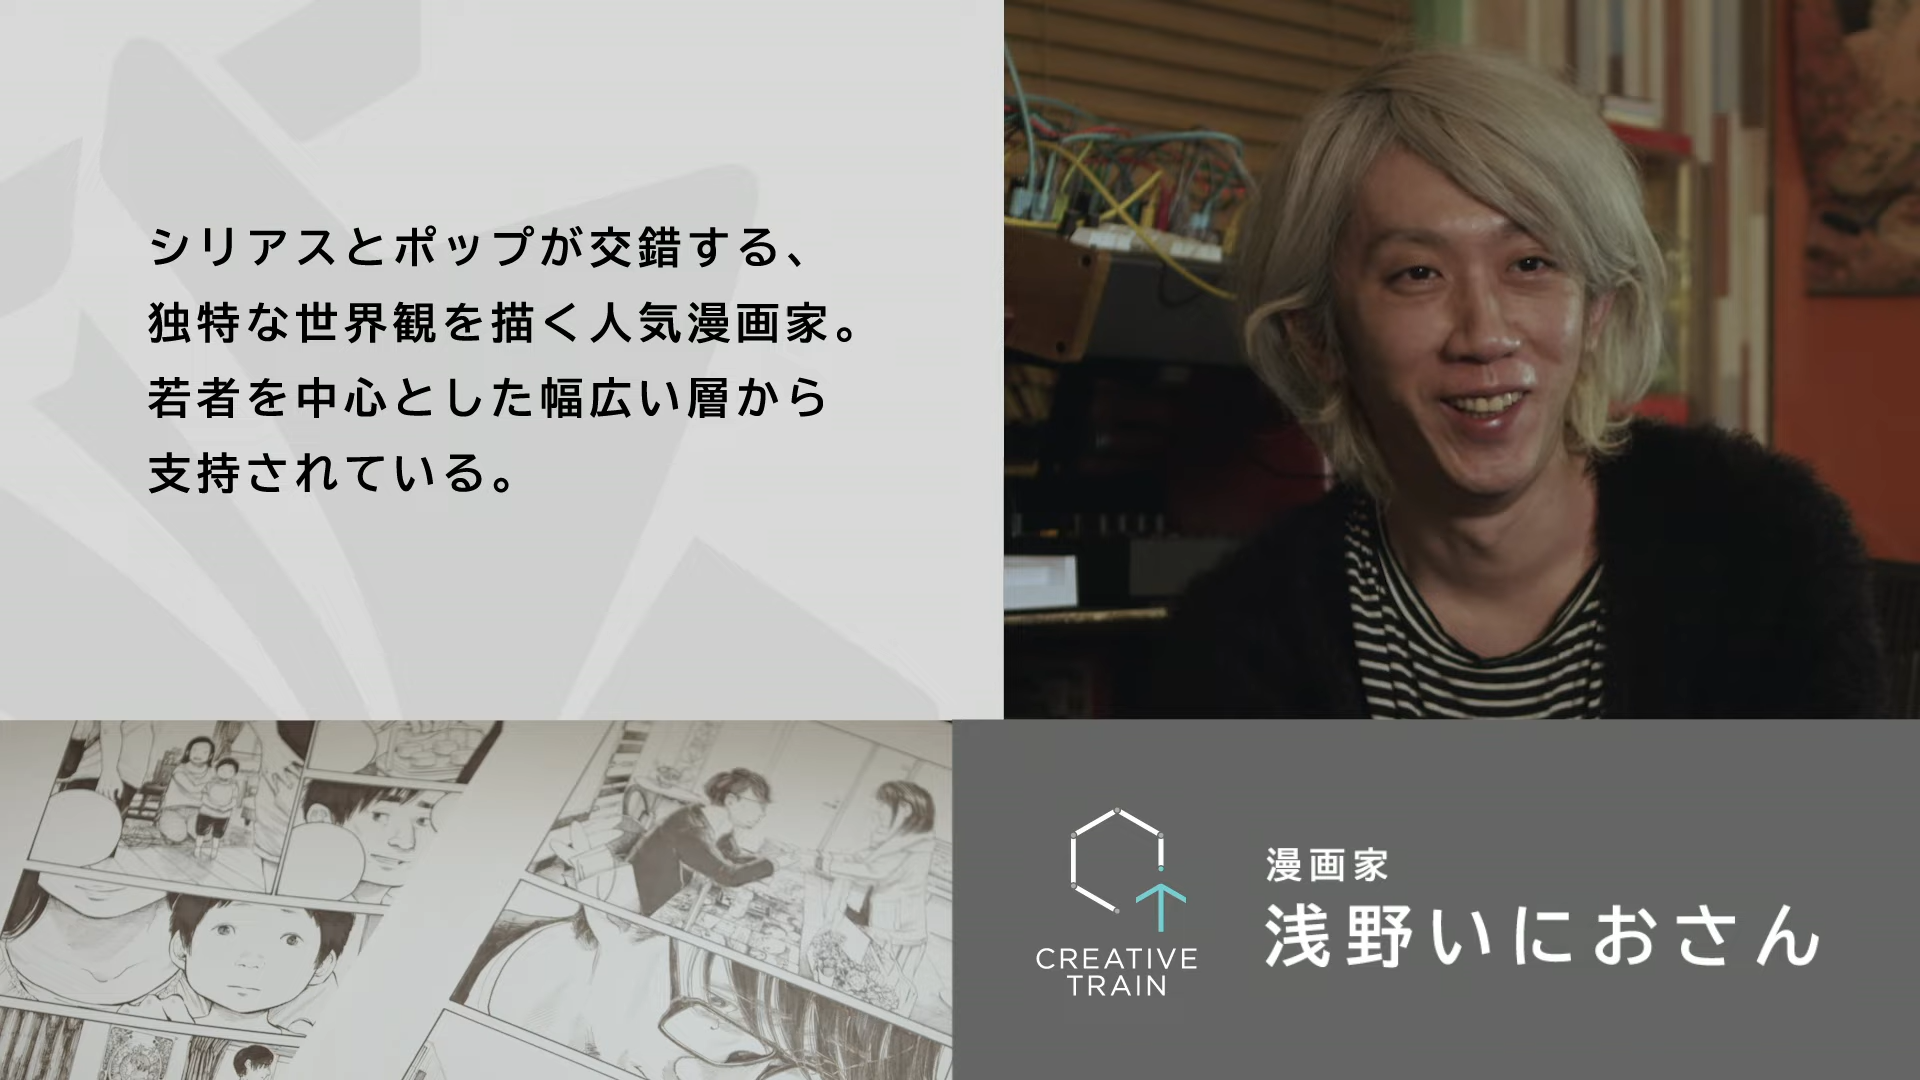 シリアスとポップが交錯する、
独特な世界観を描く人気漫画家。
若者を中心とした幅広い層から
支持されている。
CREATIVE
TRAIN
漫画家
浅野いにおさん